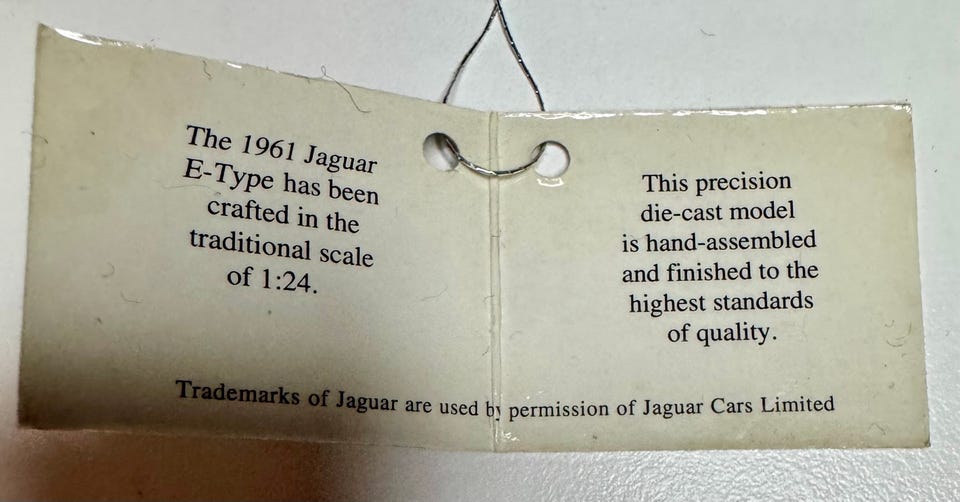 The 1961 Jaguar
E-Type has been
crafted in the
traditional scale
of 1:24.
This precision
die-cast model
is hand-assembled
and finished to the
highest standards
of quality.
Trademarks of Jaguar are used by permission of Jaguar Cars Limited